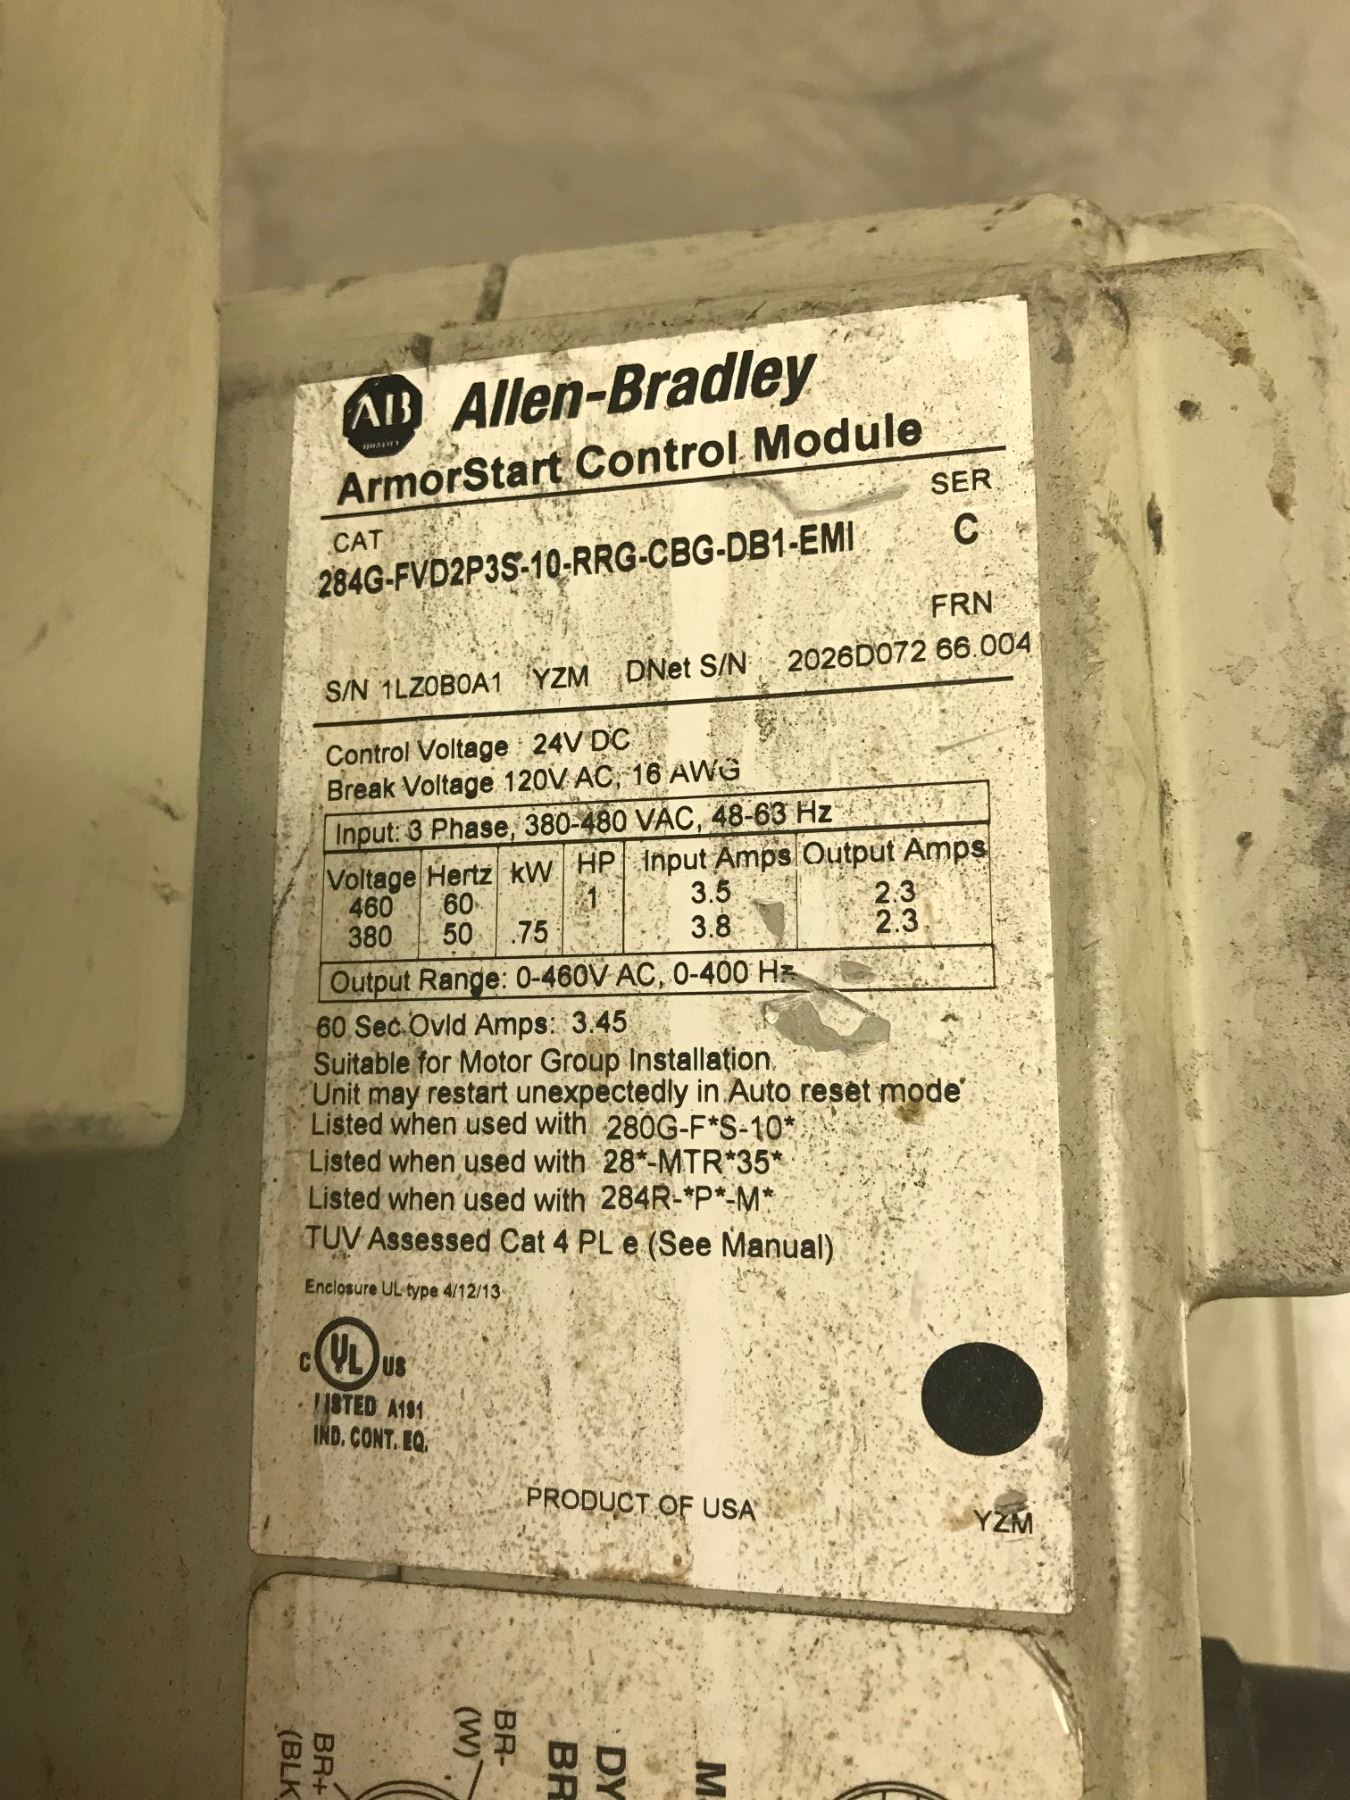 AB
QUALITY
Allen-Bradley
ArmorStart Control Module
CAT
SER
284G-FVD2P3S-10-RRG-CBG-DB1-EMI
C
FRN
S/N 1LZ0B0A1 YZM DNet S/N 2026D072 66.004
Control Voltage 24V DC
Break Voltage 120V AC, 16 AWG
Input: 3 Phase, 380-480 VAC, 48-63 Hz
Voltage Hertz kW HP Input Amps Output Amps
460 60 1 3.5 2.3
380 50 .75 3.8 2.3
Output Range: 0-460V AC, 0-400 Hz
60 Sec Ovld Amps: 3.45
Suitable for Motor Group Installation
Unit may restart unexpectedly in Auto reset mode
Listed when used with 280G-F*S-10*
Listed when used with 28*-MTR*35*
Listed when used with 284R-*P*-M*
TUV Assessed Cat 4 PL e (See Manual)
Enclosure UL type 4/12/13
C UL US
LISTED A191
IND. CONT. EQ.
PRODUCT OF USA
YZM
BR+
(BLK
BR-
(W)
DY
BR
M